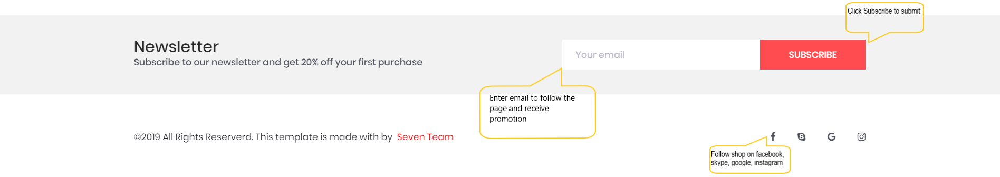 Click Subscribe to submit
Newsletter
Subscribe to our newsletter and get 20% off your first purchase
Your email
SUBSCRIBE
Enter email to follow the
page and receive
promotion
©2019 All Rights Reserverd. This template is made with by Seven Team
Follow shop on facebook,
skype, google, instagram